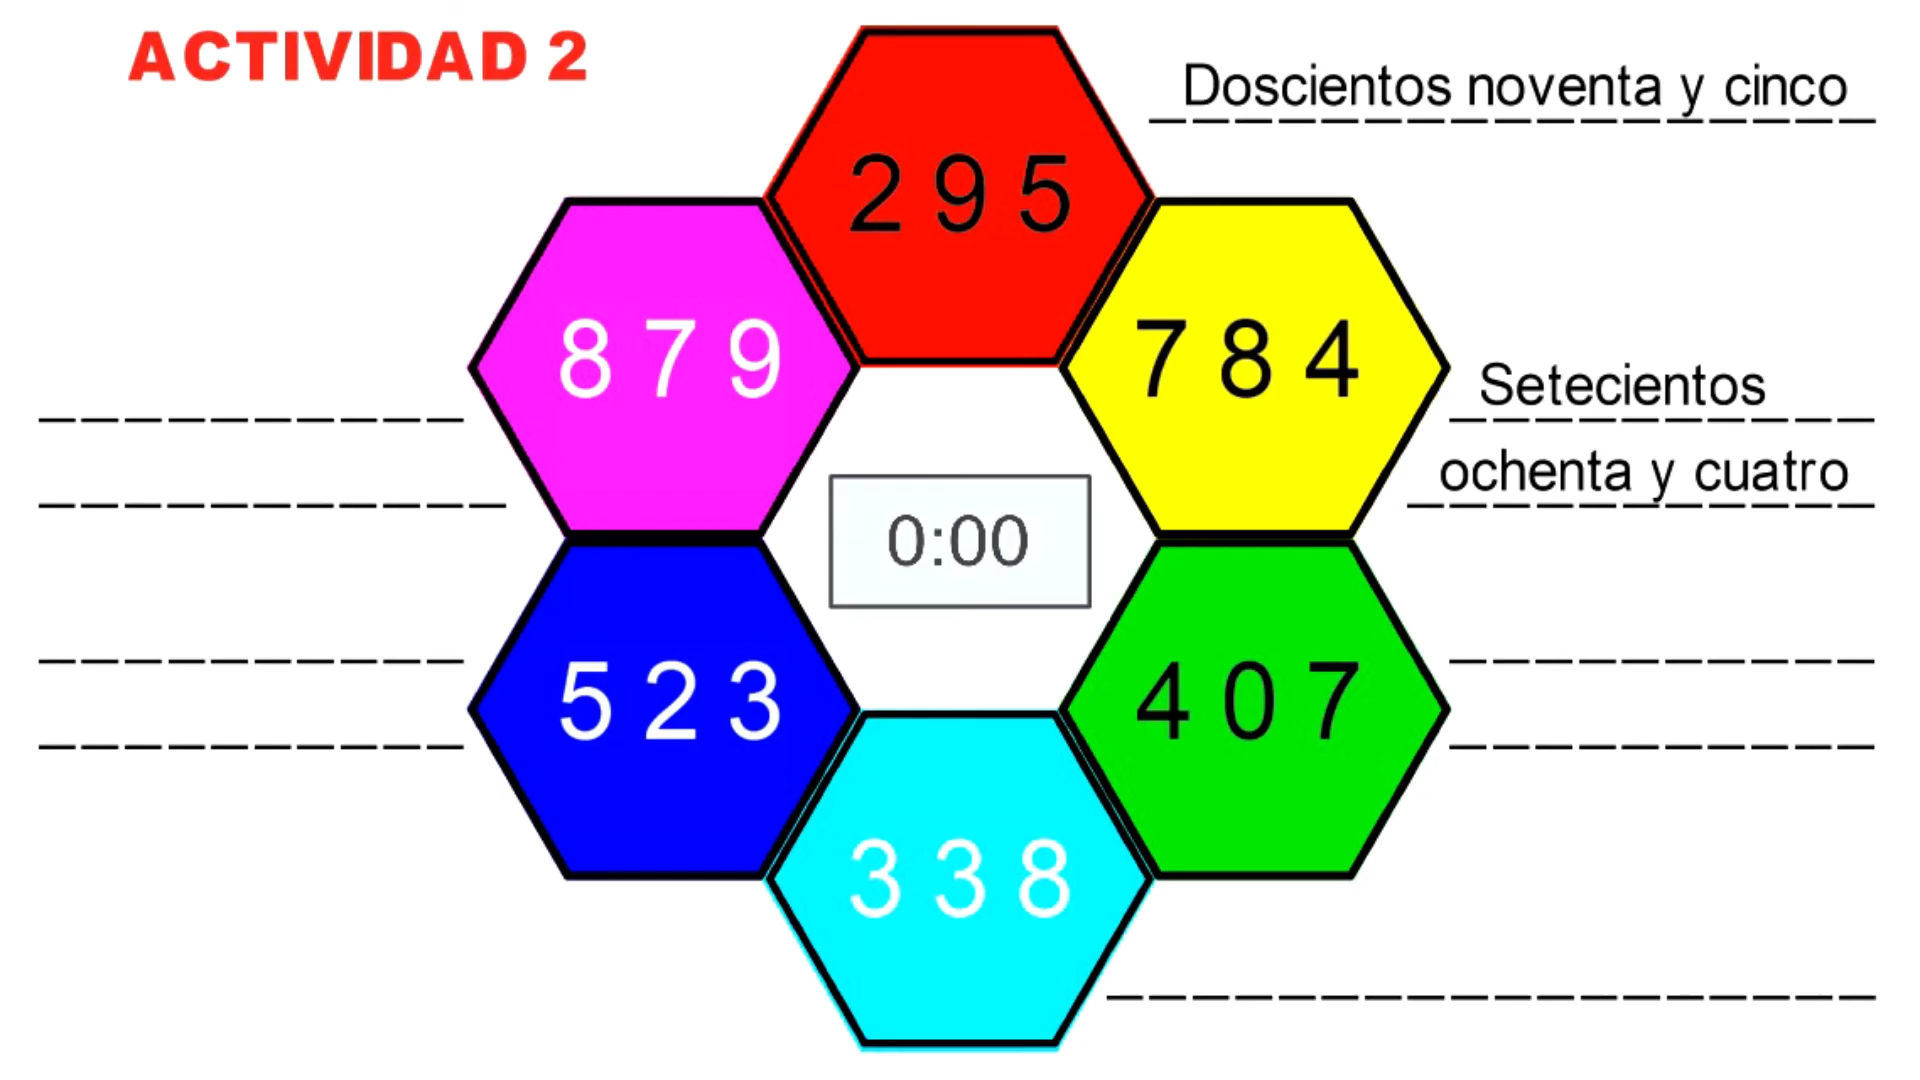 ACTIVIDAD 2
2 9 5
Doscientos noventa y cinco
8 7 9
7 8 4
Setecientos
ochenta y cuatro
0:00
5 2 3
4 0 7
3 3 8